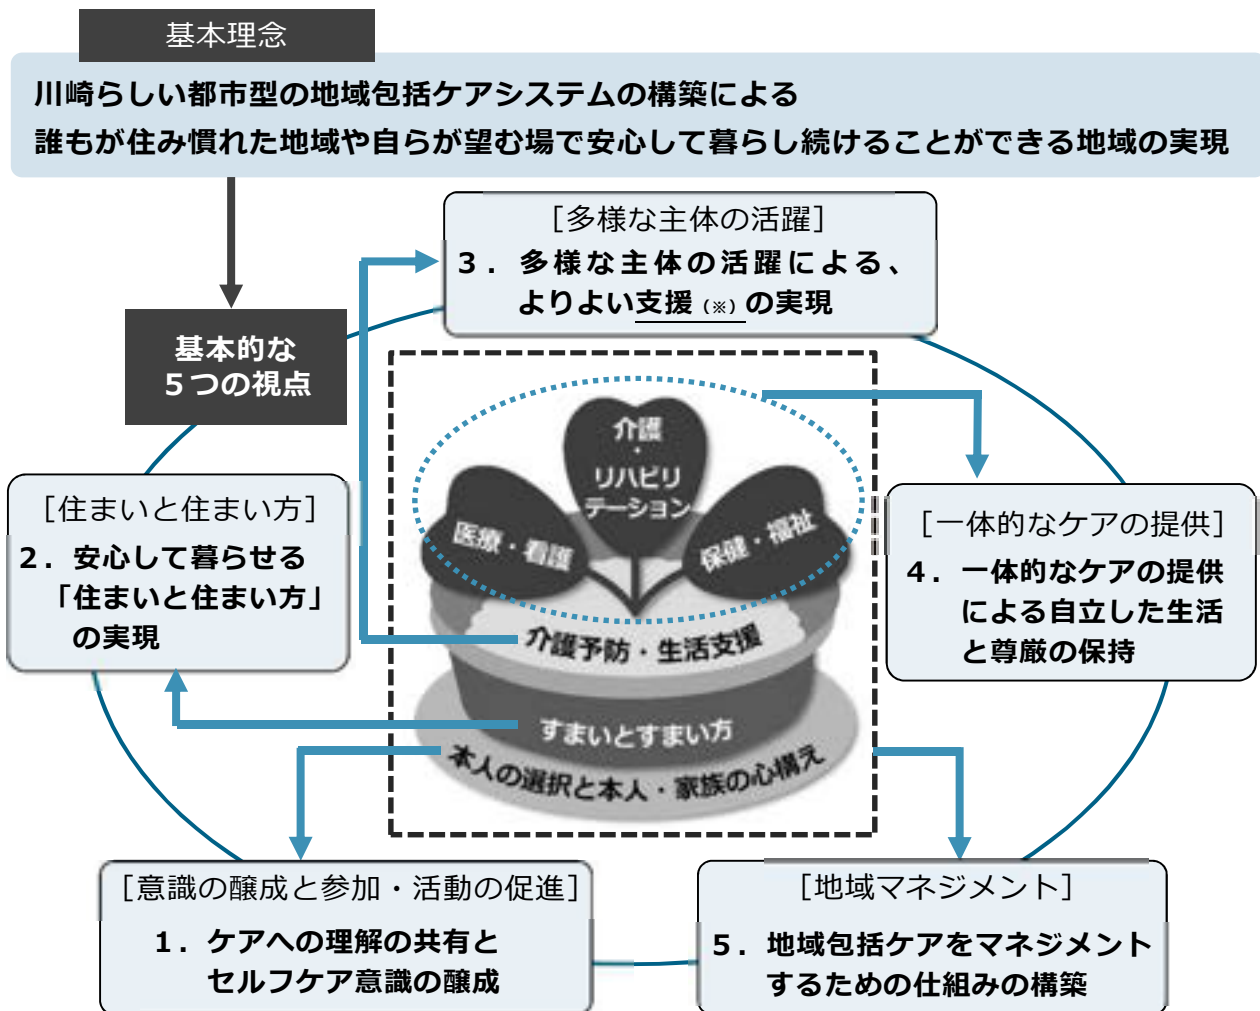 基本理念
川崎らしい都市型の地域包括ケアシステムの構築による
誰もが住み慣れた地域や自らが望む場で安心して暮らし続けることができる地域の実現
基本的な
５つの視点
［多様な主体の活躍］
３．多様な主体の活躍による、
よりよい支援（※）の実現
［住まいと住まい方］
２．安心して暮らせる
「住まいと住まい方」
の実現
介護
・
リハビリ
テーション
医療・看護
保健・福祉
介護予防・生活支援
すまいとすまい方
本人の選択と本人・家族の心構え
［一体的なケアの提供］
４．一体的なケアの提供
による自立した生活
と尊厳の保持
［意識の醸成と参加・活動の促進］
１．ケアへの理解の共有と
セルフケア意識の醸成
［地域マネジメント］
５．地域包括ケアをマネジメント
するための仕組みの構築